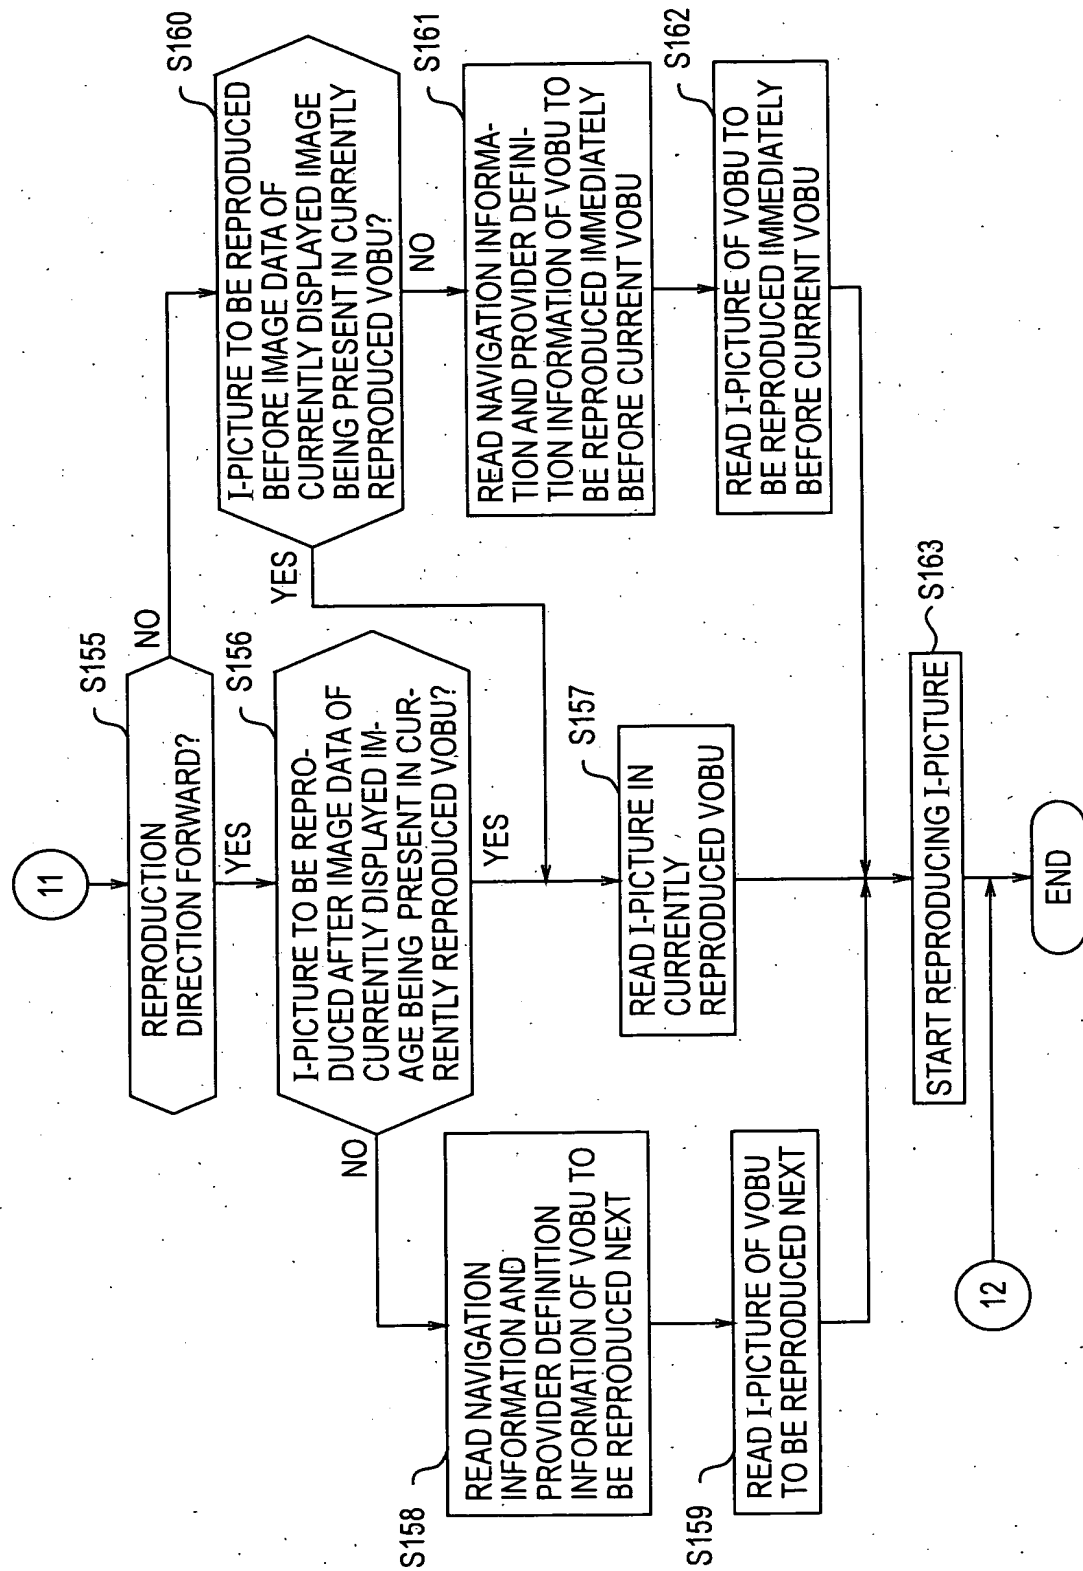 11
S155
REPRODUCTION
DIRECTION FORWARD?
NO
YES
S156
I-PICTURE TO BE REPRO-
DUCED AFTER IMAGE DATA OF
CURRENTLY DISPLAYED IM-
AGE BEING PRESENT IN CUR-
RENTLY REPRODUCED VOBU?
NO
YES
S160
I-PICTURE TO BE REPRODUCED
BEFORE IMAGE DATA OF
CURRENTLY DISPLAYED IMAGE
BEING PRESENT IN CURRENTLY
REPRODUCED VOBU?
YES
NO
S158
READ NAVIGATION
INFORMATION AND
PROVIDER DEFINITION
INFORMATION OF VOBU TO
BE REPRODUCED NEXT
S157
READ I-PICTURE IN
CURRENTLY
REPRODUCED VOBU
S161
READ NAVIGATION INFORMA-
TION AND PROVIDER DEFINI-
TION INFORMATION OF VOBU TO
BE REPRODUCED IMMEDIATELY
BEFORE CURRENT VOBU
S159
READ I-PICTURE OF VOBU
TO BE REPRODUCED NEXT
S162
READ I-PICTURE OF VOBU TO
BE REPRODUCED IMMEDIATELY
BEFORE CURRENT VOBU
S163
START REPRODUCING I-PICTURE
12
END